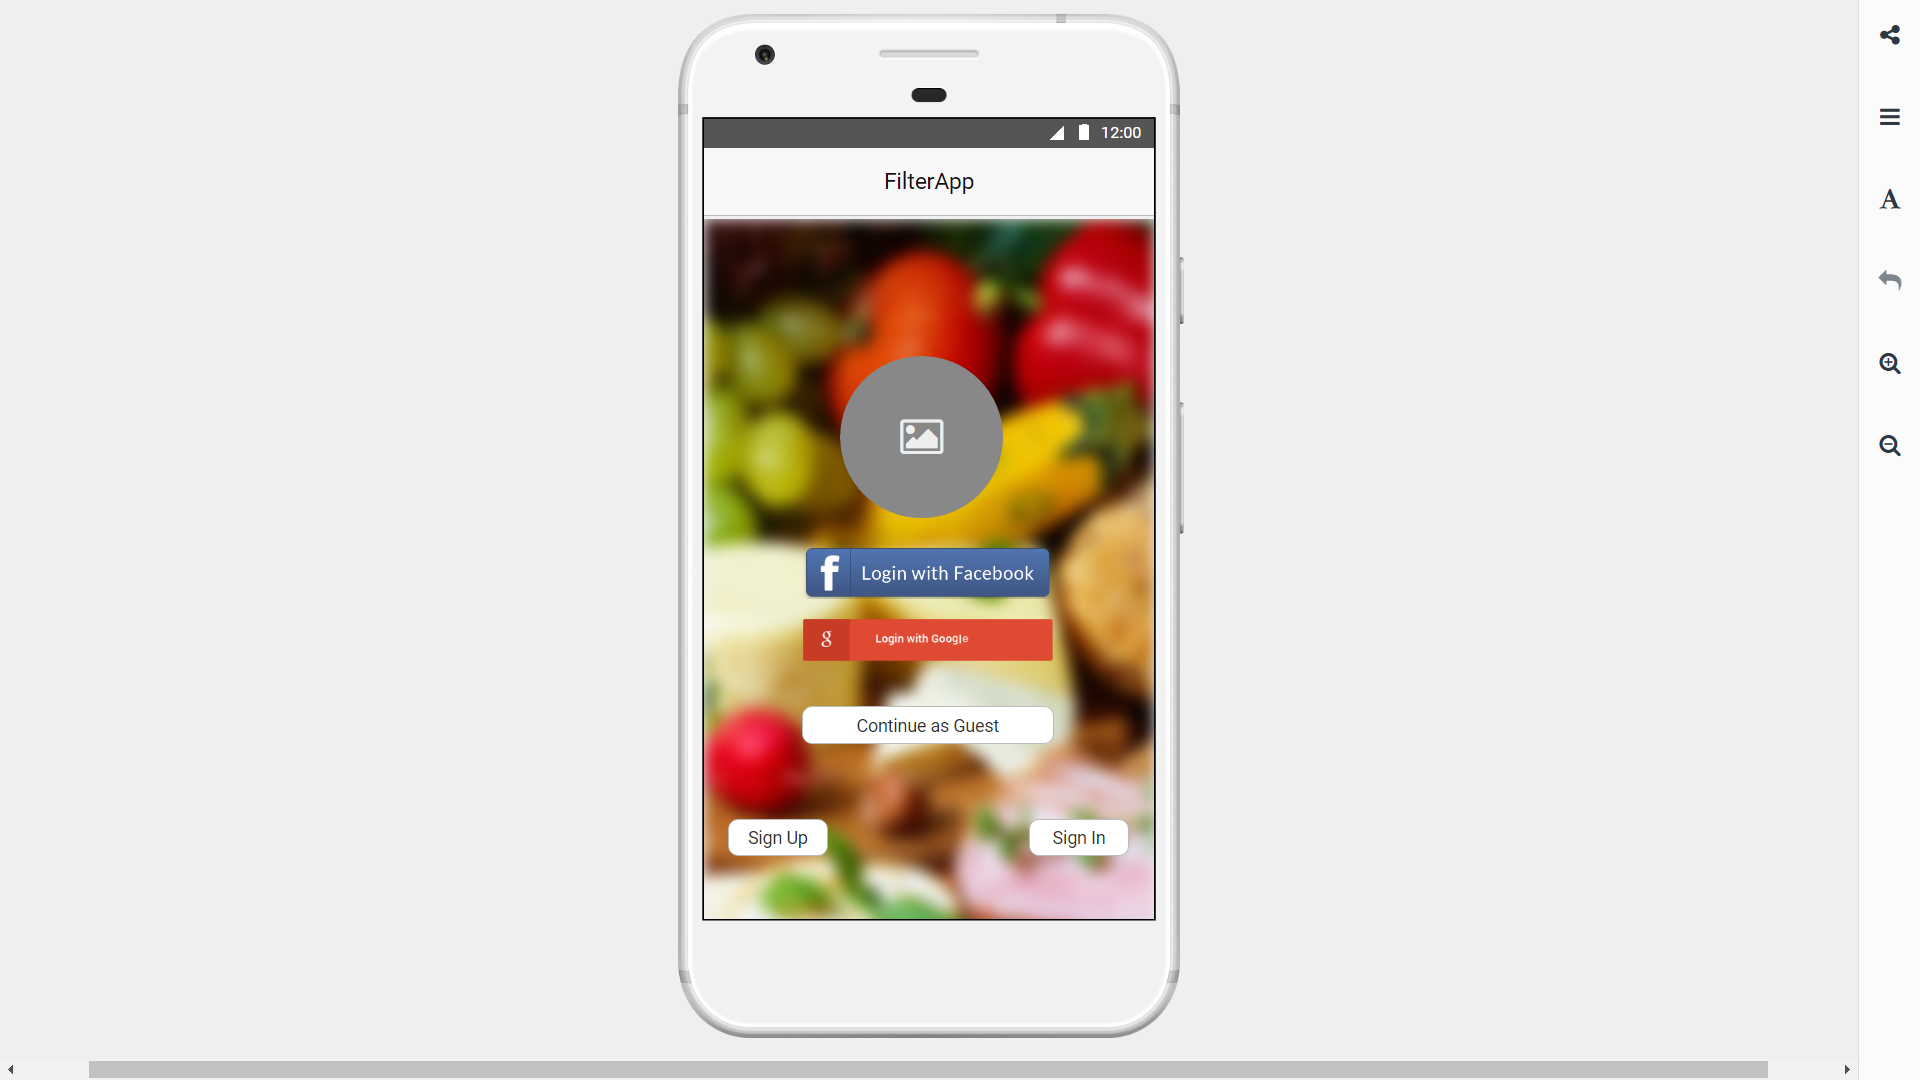 12:00
FilterApp
f Login with Facebook
g Login with Google
Continue as Guest
Sign Up Sign In
A